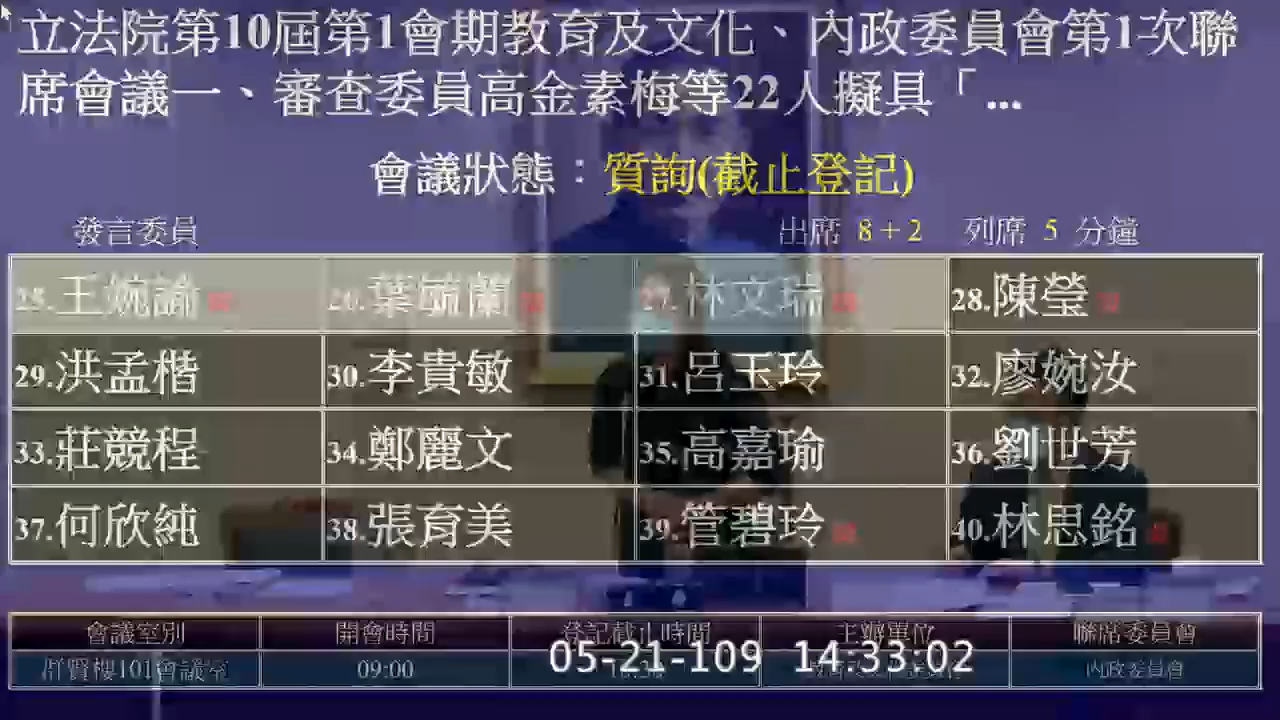 立法院第10屆第1會期教育及文化、內政委員會第1次聯
席會議一、審查委員高金素梅等22人擬具「...
會議狀態：質詢(截止登記)
發言委員 出席 8+2 列席 5 分鐘
25.王婉諭 26.葉毓蘭 27.林文瑞 28.陳瑩
29.洪孟楷 30.李貴敏 31.呂玉玲 32.廖婉汝
33.莊競程 34.鄭麗文 35.高嘉瑜 36.劉世芳
37.何欣純 38.張育美 39.管碧玲 40.林思銘
會議室別 開會時間 登記截止時間 主辦單位 聯席委員會
群賢樓101會議室 09:00 內政委員會
05-21-109 14:33:02